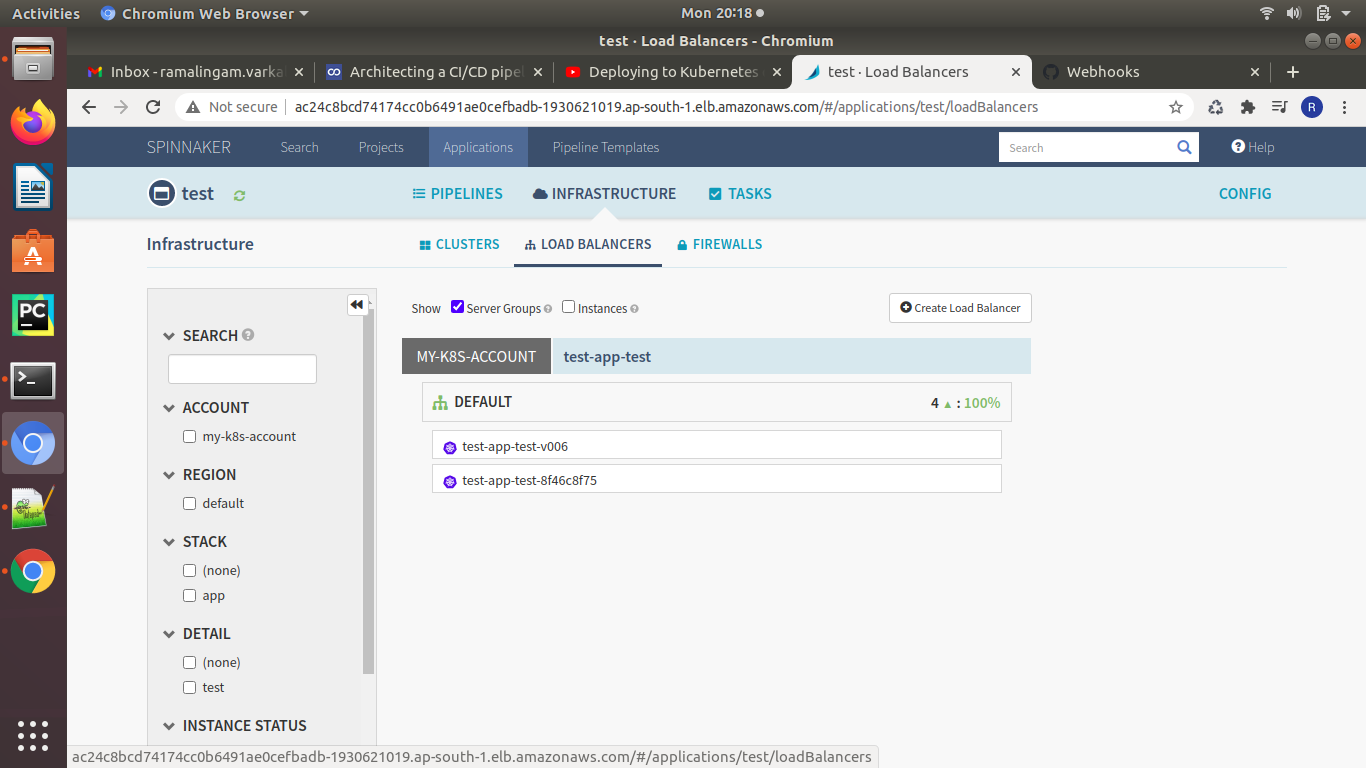 Activities Chromium Web Browser Mon 20:18
test · Load Balancers - Chromium
Inbox - ramalingam.varka Architecting a CI/CD pipel Deploying to Kubernetes test · Load Balancers Webhooks
Not secure ac24c8bcd74174cc0b6491ae0cefbadb-1930621019.ap-south-1.elb.amazonaws.com/#/applications/test/loadBalancers R
SPINNAKER Search Projects Applications Pipeline Templates Search Help
test PIPELINES INFRASTRUCTURE TASKS CONFIG
Infrastructure CLUSTERS LOAD BALANCERS FIREWALLS
Show Server Groups Instances Create Load Balancer
SEARCH
MY-K8S-ACCOUNT test-app-test
DEFAULT 4 : 100%
ACCOUNT
my-k8s-account
test-app-test-v006
REGION
test-app-test-8f46c8f75
default
STACK
(none)
app
DETAIL
(none)
test
INSTANCE STATUS
ac24c8bcd74174cc0b6491ae0cefbadb-1930621019.ap-south-1.elb.amazonaws.com/#/applications/test/loadBalancers